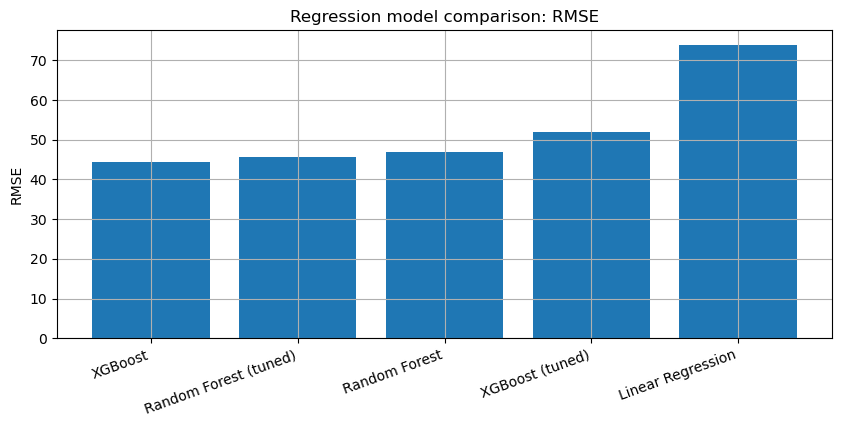 Regression model comparison: RMSE
RMSE
70
60
50
40
30
20
10
0
XGBoost
Random Forest (tuned)
Random Forest
XGBoost (tuned)
Linear Regression